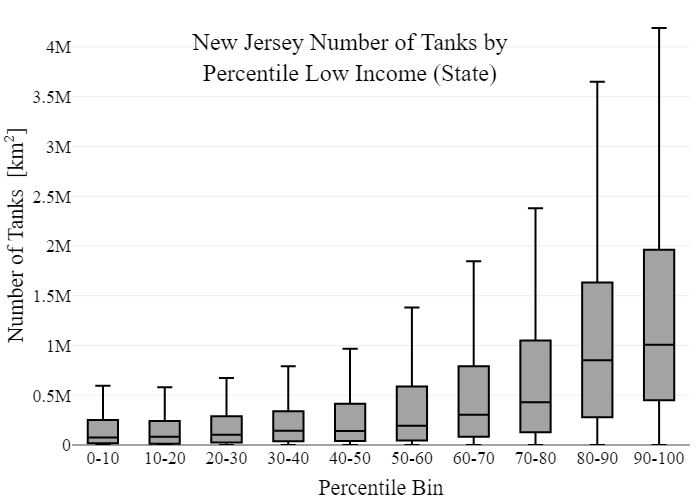 New Jersey Number of Tanks by
Percentile Low Income (State)
Number of Tanks [km²]
4M
3.5M
3M
2.5M
2M
1.5M
1M
0.5M
0
0-10 10-20 20-30 30-40 40-50 50-60 60-70 70-80 80-90 90-100
Percentile Bin